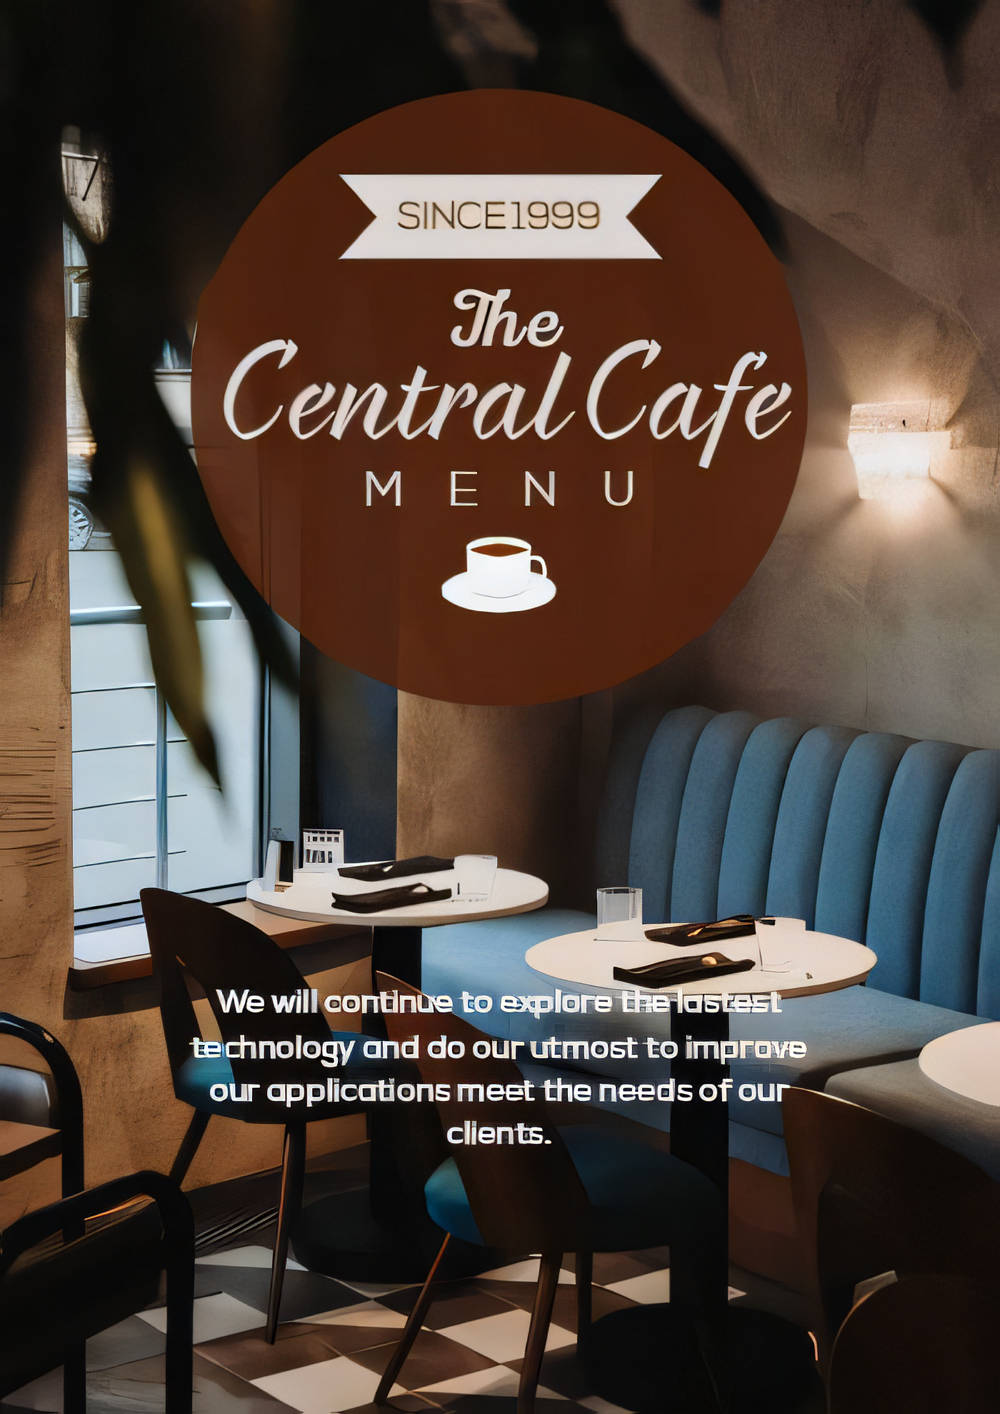 SINCE1999
The
Central Cafe
MENU
We will continue to explore the lastest
technology and do our utmost to improve
our applications meet the needs of our
clients.